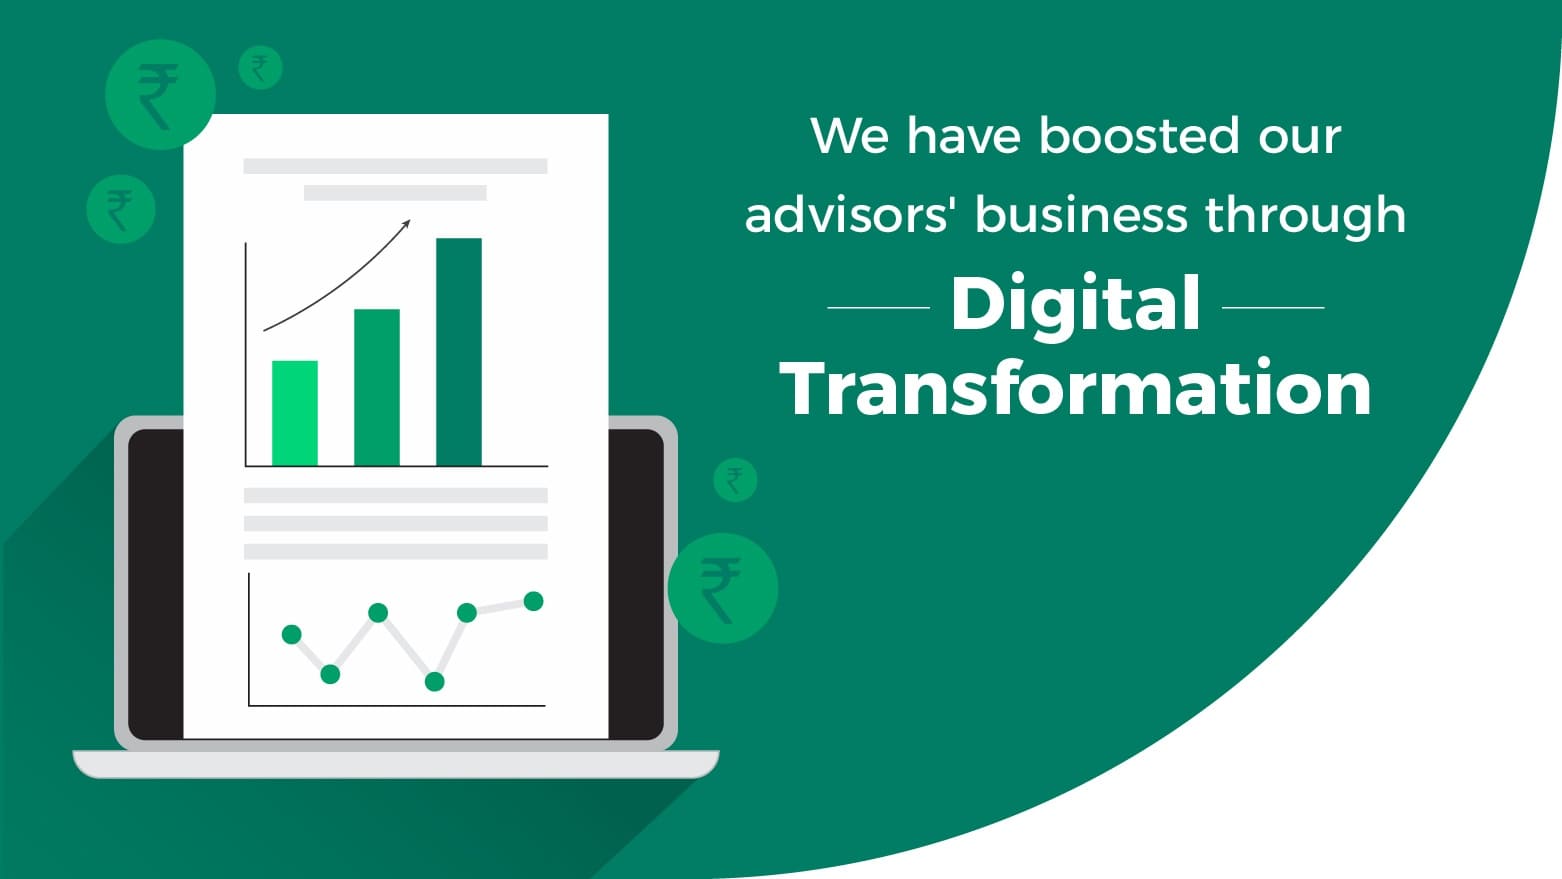 ₹
₹
₹
We have boosted our
advisors' business through
Digital
Transformation
₹
₹